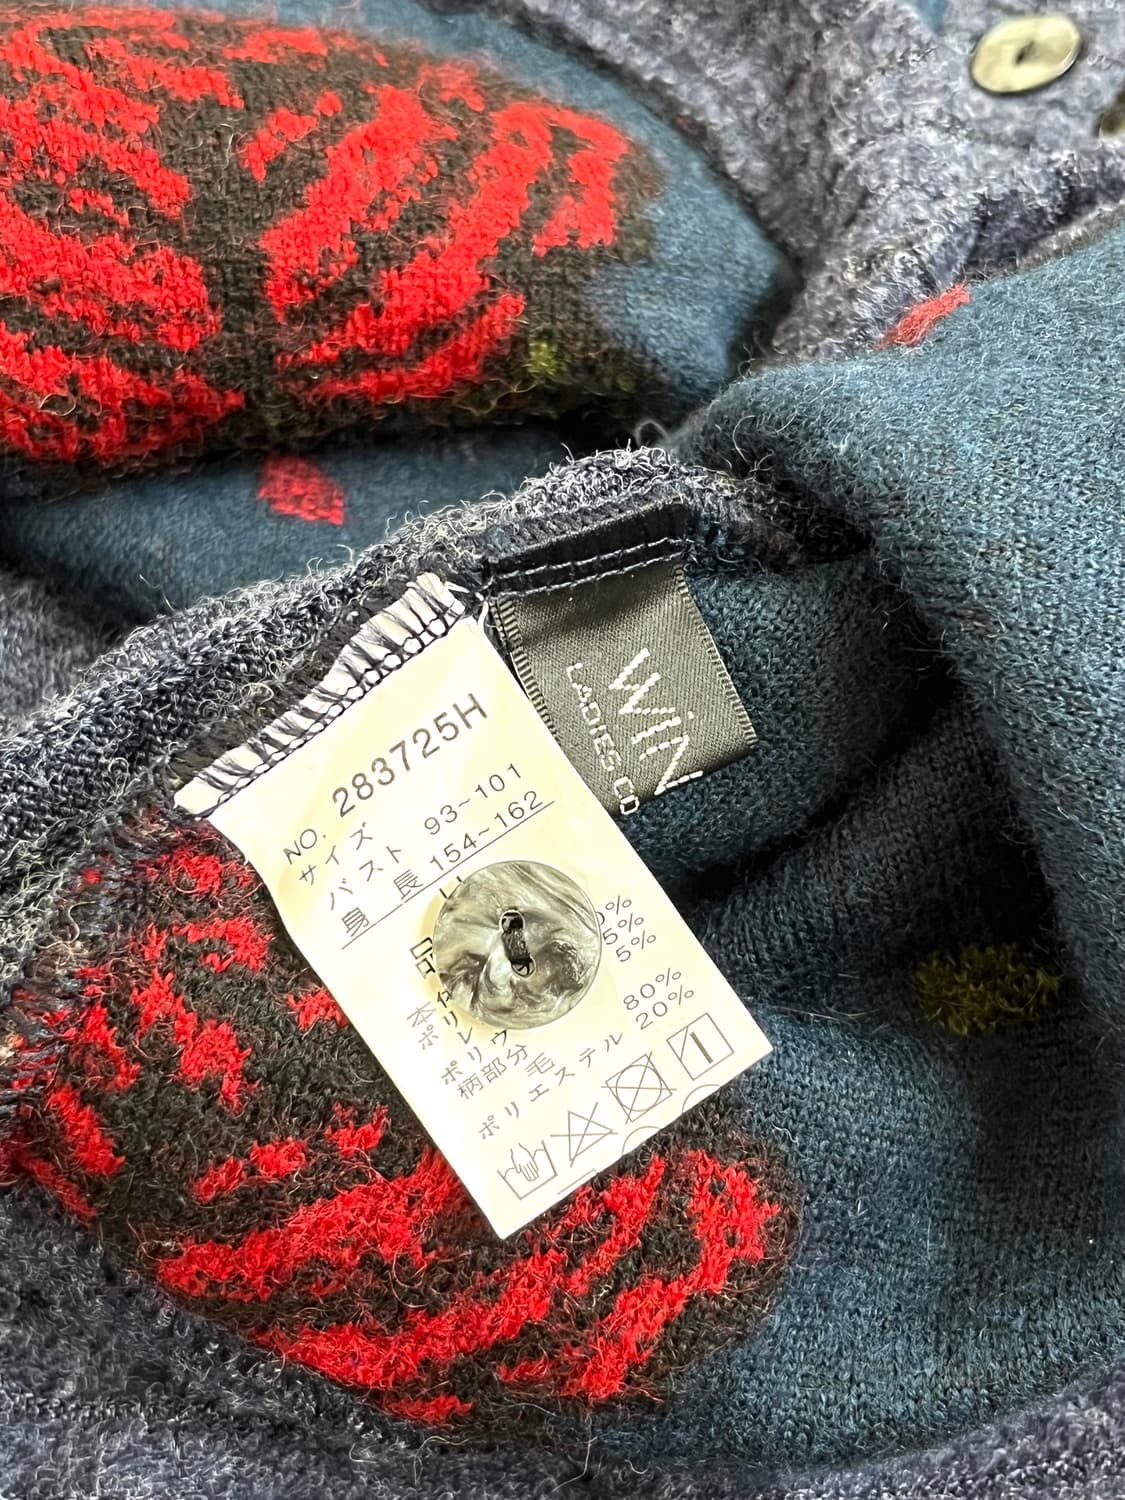 NO. 283725H
サイズ
バスト 93~101
身長 154~162
L
品
本
5%
5%
ポリ
ポリウ
柄部分 毛 80%
ポリエステル 20%
WiN
LADIES CO